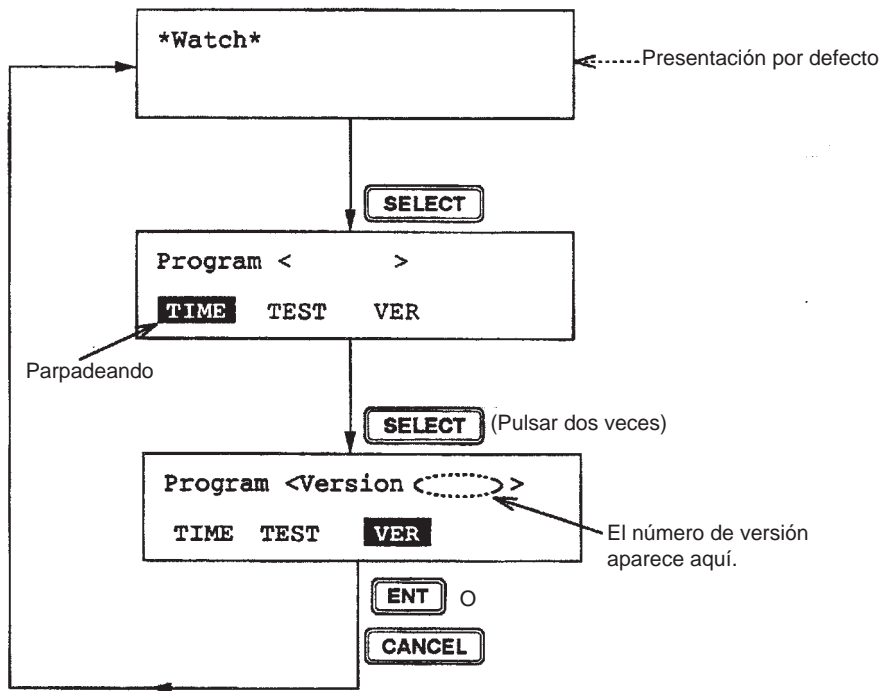 *Watch*
Presentación por defecto
SELECT
Program <          >
TIME TEST VER
Parpadeando
SELECT (Pulsar dos veces)
Program <Version          >
TIME TEST VER
El número de versión
aparece aquí.
ENT O
CANCEL